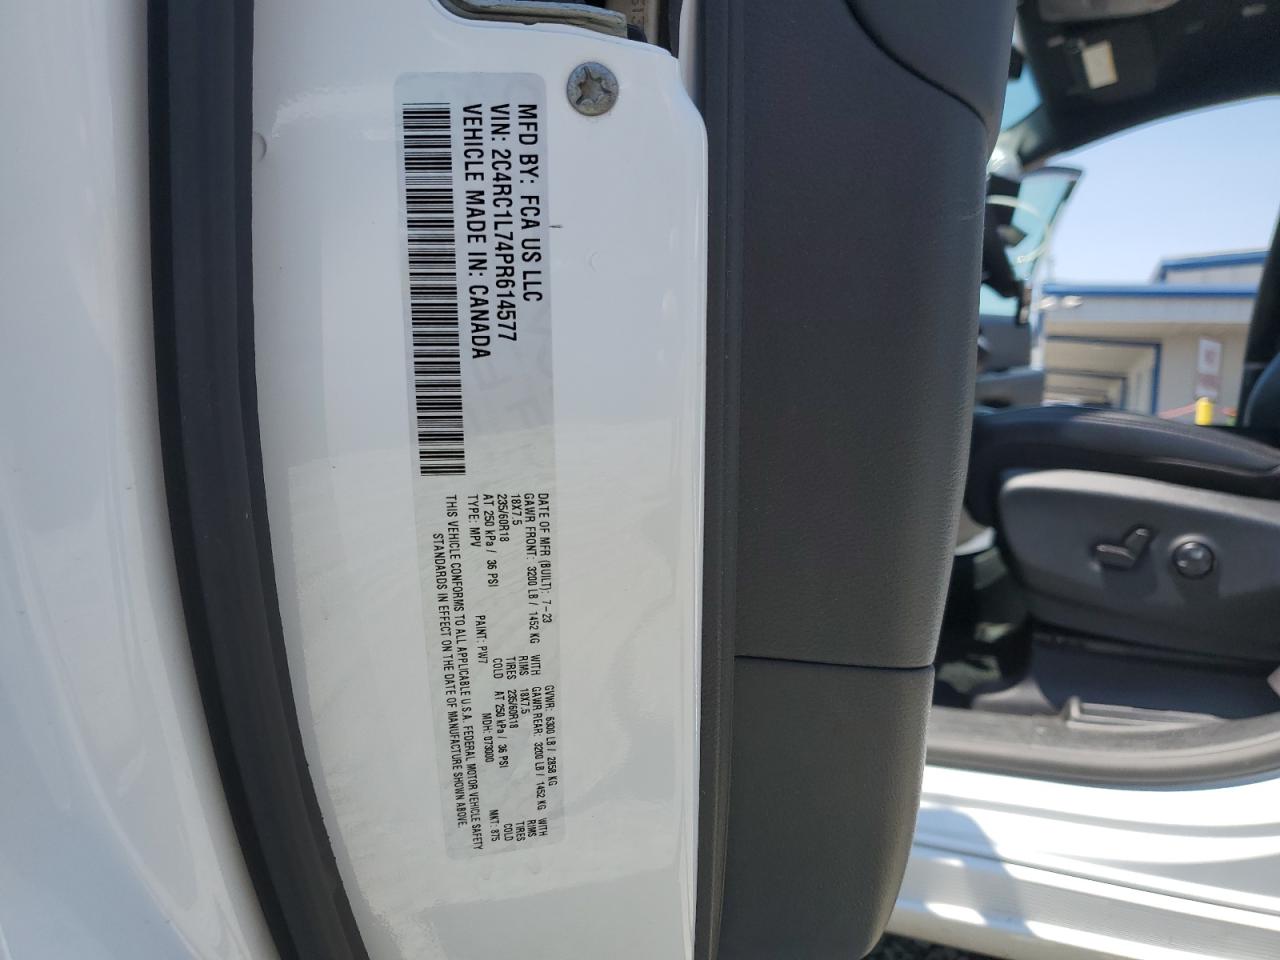 MFD BY: FCA US LLC
VIN: 2C4RC1L74PR614577
VEHICLE MADE IN: CANADA
DATE OF MFR (BUILT): 7-23 GVWR: 6300 LB / 2858 KG
GAWR FRONT: 3200 LB / 1452 KG WITH GAWR REAR: 3200 LB / 1452 KG WITH
18X7.5 RIMS 18X7.5 RIMS
235/60R18 TIRES 235/60R18 TIRES
AT 250 kPa / 36 PSI COLD AT 250 kPa / 36 PSI COLD
TYPE: MPV PAINT: PW7 MDH: 073000 MKT: 875
THIS VEHICLE CONFORMS TO ALL APPLICABLE U.S.A. FEDERAL MOTOR VEHICLE SAFETY
STANDARDS IN EFFECT ON THE DATE OF MANUFACTURE SHOWN ABOVE.